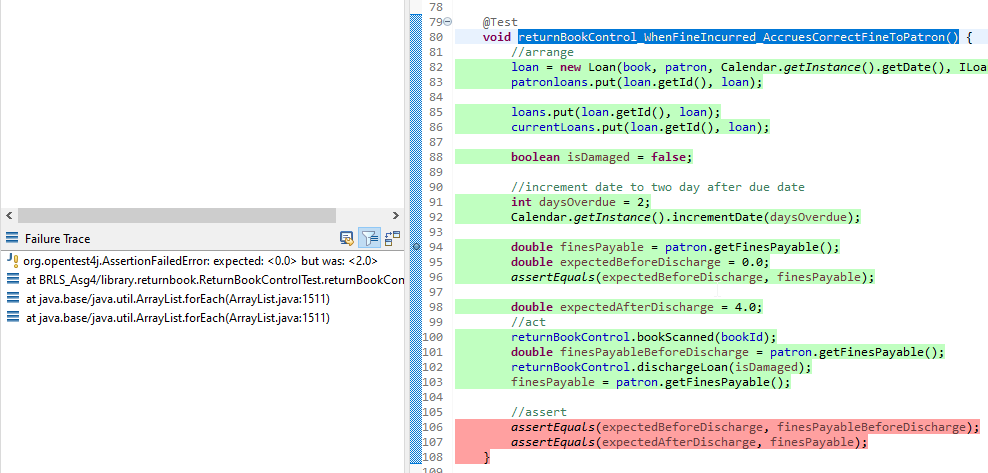 Failure Trace
org.opentest4j.AssertionFailedError: expected: <0.0> but was: <2.0>
at BRLS_Asg4/library.returnbook.ReturnBookControlTest.returnBookCon
at java.base/java.util.ArrayList.forEach(ArrayList.java:1511)
at java.base/java.util.ArrayList.forEach(ArrayList.java:1511)
78
79 @Test
80 void returnBookControl_WhenFineIncurred_AccruesCorrectFineToPatron() {
81 //arrange
82 loan = new Loan(book, patron, Calendar.getInstance().getDate(), ILoa
83 patronloans.put(loan.getId(), loan);
84
85 loans.put(loan.getId(), loan);
86 currentLoans.put(loan.getId(), loan);
87
88 boolean isDamaged = false;
89
90 //increment date to two day after due date
91 int daysOverdue = 2;
92 Calendar.getInstance().incrementDate(daysOverdue);
93
94 double finesPayable = patron.getFinesPayable();
95 double expectedBeforeDischarge = 0.0;
96 assertEquals(expectedBeforeDischarge, finesPayable);
97
98 double expectedAfterDischarge = 4.0;
99 //act
100 returnBookControl.bookScanned(bookId);
101 double finesPayableBeforeDischarge = patron.getFinesPayable();
102 returnBookControl.dischargeLoan(isDamaged);
103 finesPayable = patron.getFinesPayable();
104
105 //assert
106 assertEquals(expectedBeforeDischarge, finesPayableBeforeDischarge);
107 assertEquals(expectedAfterDischarge, finesPayable);
108 }
109